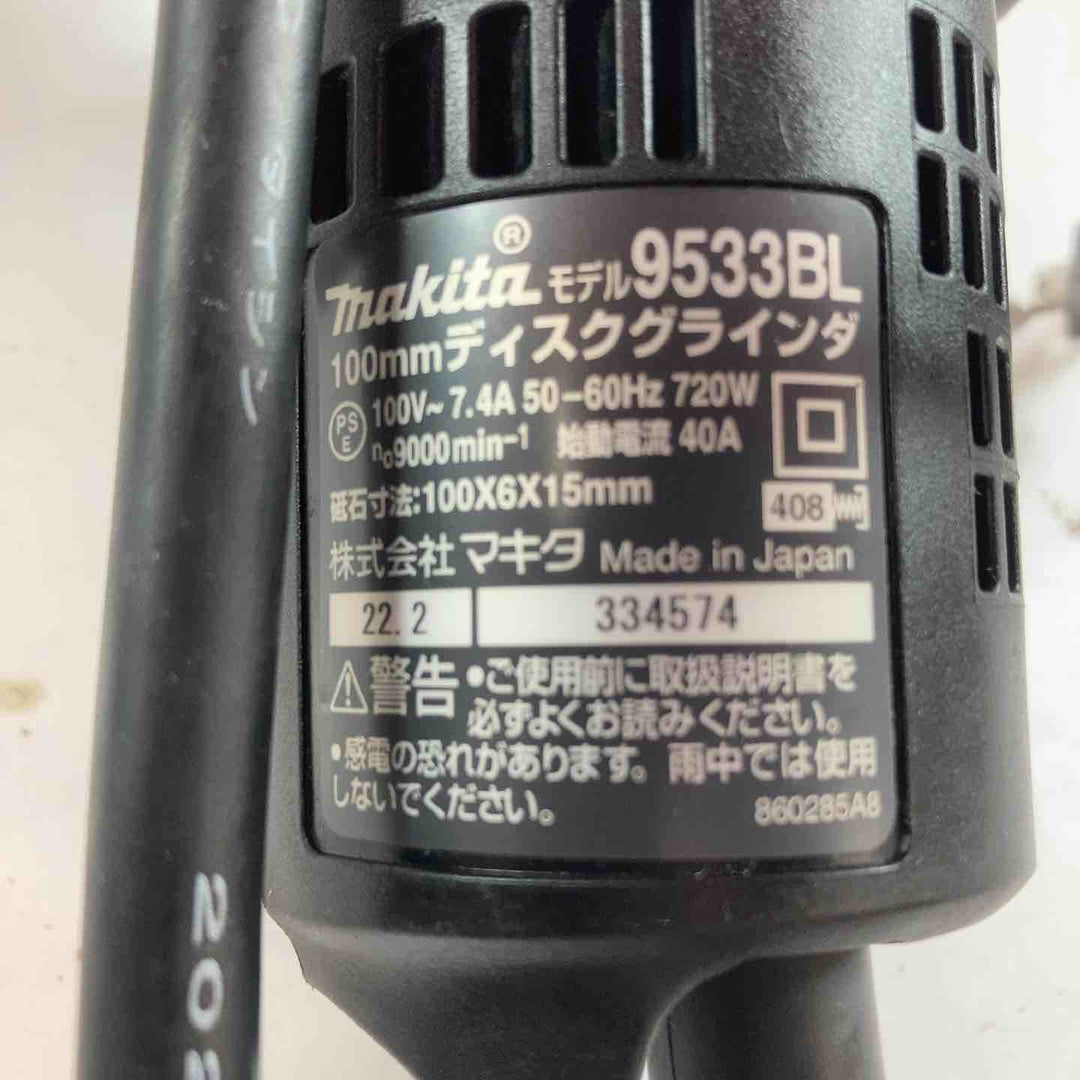 makita® モデル9533BL
100mmディスクグラインダ
PSE 100V~ 7.4A 50-60Hz 720W
n₀9000min⁻¹ 始動電流 40A
砥石寸法:100X6X15mm
408
株式会社 マキタ Made in Japan
22.2 334574
警告 •ご使用前に取扱説明書を
必ずよくお読みください。
•感電の恐れがあります。雨中では使用
しないでください。
860285A8
202